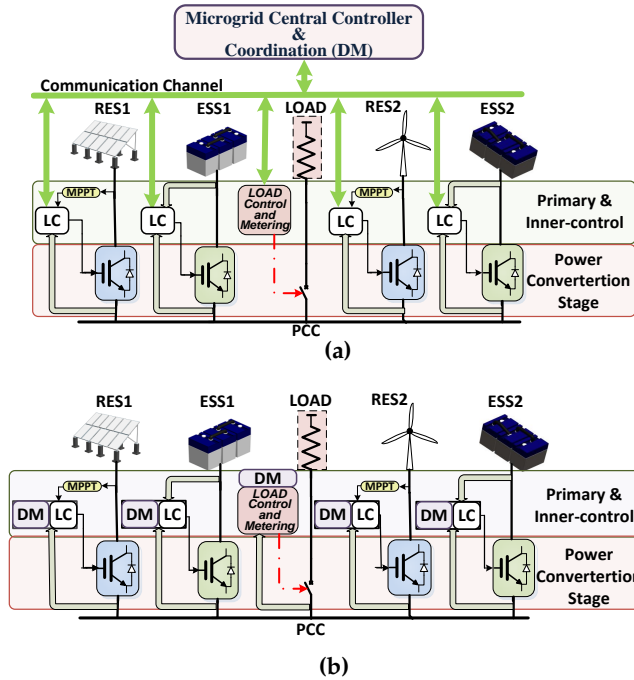 Microgrid Central Controller
&
Coordination (DM)
Communication Channel
RES1
ESS1
LOAD
RES2
ESS2
MPPT
LC
LC
LOAD
Control
and
Metering
MPPT
LC
LC
Primary &
Inner-control
Power
Convertertion
Stage
PCC
(a)
RES1
ESS1
LOAD
RES2
ESS2
MPPT
DM LC
DM LC
DM
LOAD Control
and
Metering
MPPT
DM LC
DM LC
Primary &
Inner-control
Power
Convertertion
Stage
PCC
(b)